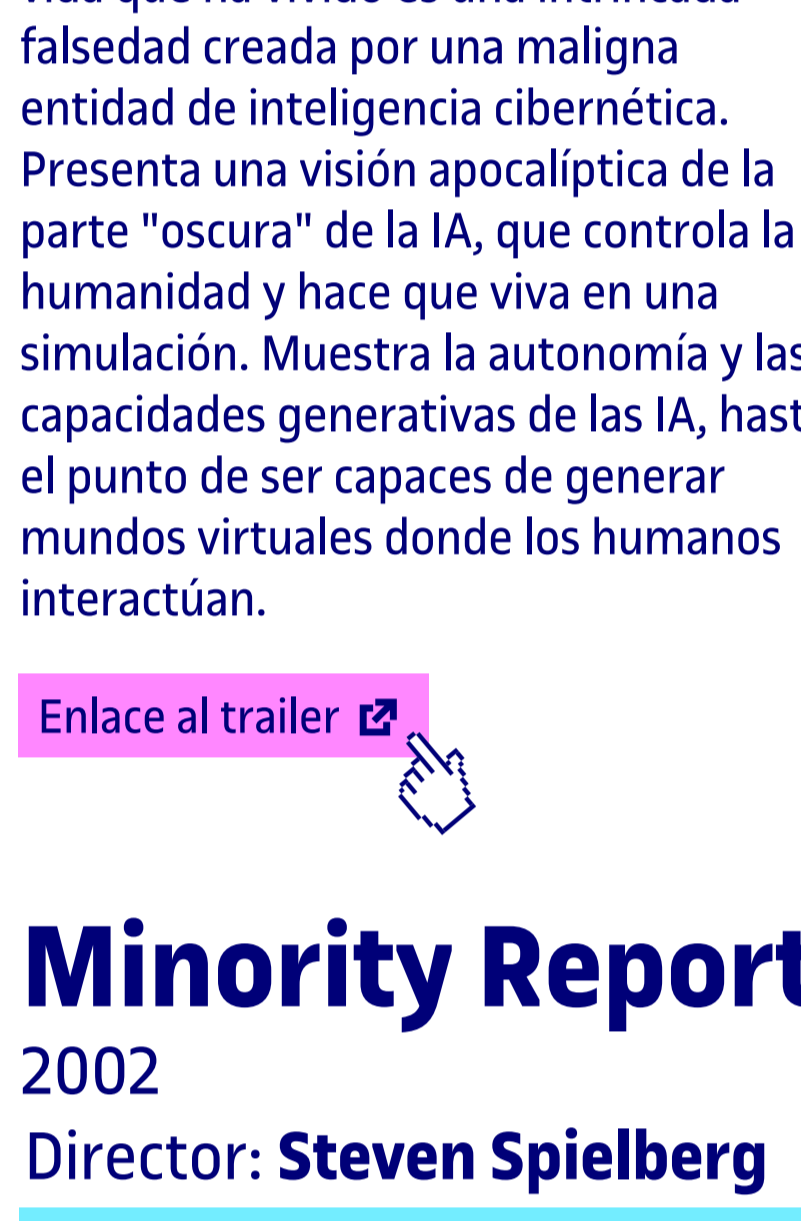 falsedad creada por una maligna
entidad de inteligencia cibernética.
Presenta una visión apocalíptica de la
parte "oscura" de la IA, que controla la
humanidad y hace que viva en una
simulación. Muestra la autonomía y las
capacidades generativas de las IA, hast
el punto de ser capaces de generar
mundos virtuales donde los humanos
interactúan.
Enlace al trailer
Minority Report
2002
Director: Steven Spielberg